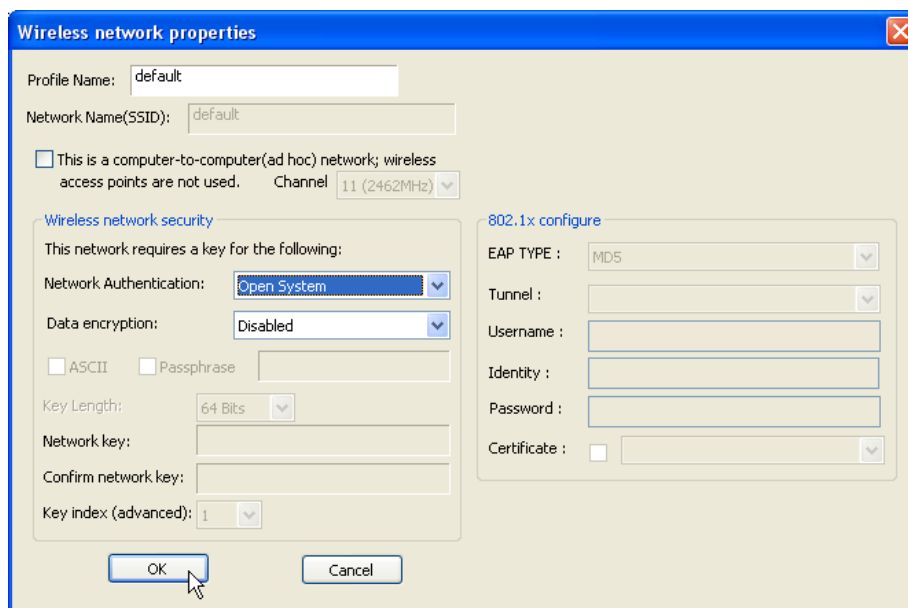 Wireless network properties
Profile Name: default
Network Name(SSID): default
This is a computer-to-computer(ad hoc) network; wireless
access points are not used. Channel 11 (2462MHz)
Wireless network security
This network requires a key for the following:
Network Authentication: Open System
Data encryption: Disabled
ASCII Passphrase
Key Length: 64 Bits
Network key:
Confirm network key:
Key index (advanced): 1
802.1x configure
EAP TYPE : MD5
Tunnel :
Username :
Identity :
Password :
Certificate :
OK Cancel